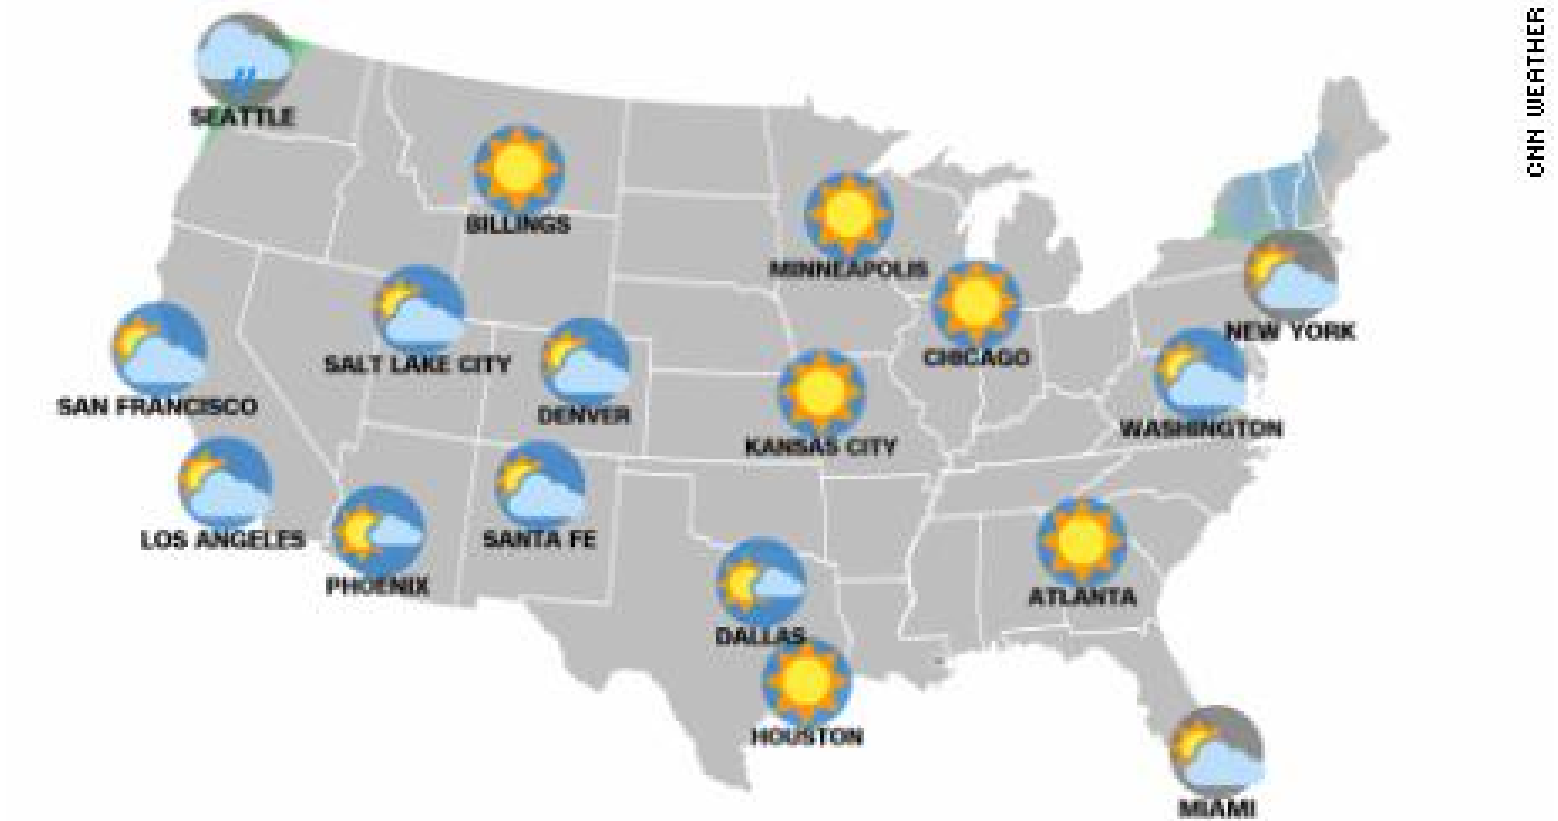 CNN WEATHER
SEATTLE
BILLINGS
MINNEAPOLIS
NEW YORK
CHICAGO
SALT LAKE CITY
SAN FRANCISCO
DENVER
WASHINGTON
KANSAS CITY
LOS ANGELES
SANTA FE
PHOENIX
ATLANTA
DALLAS
HOUSTON
MIAMI